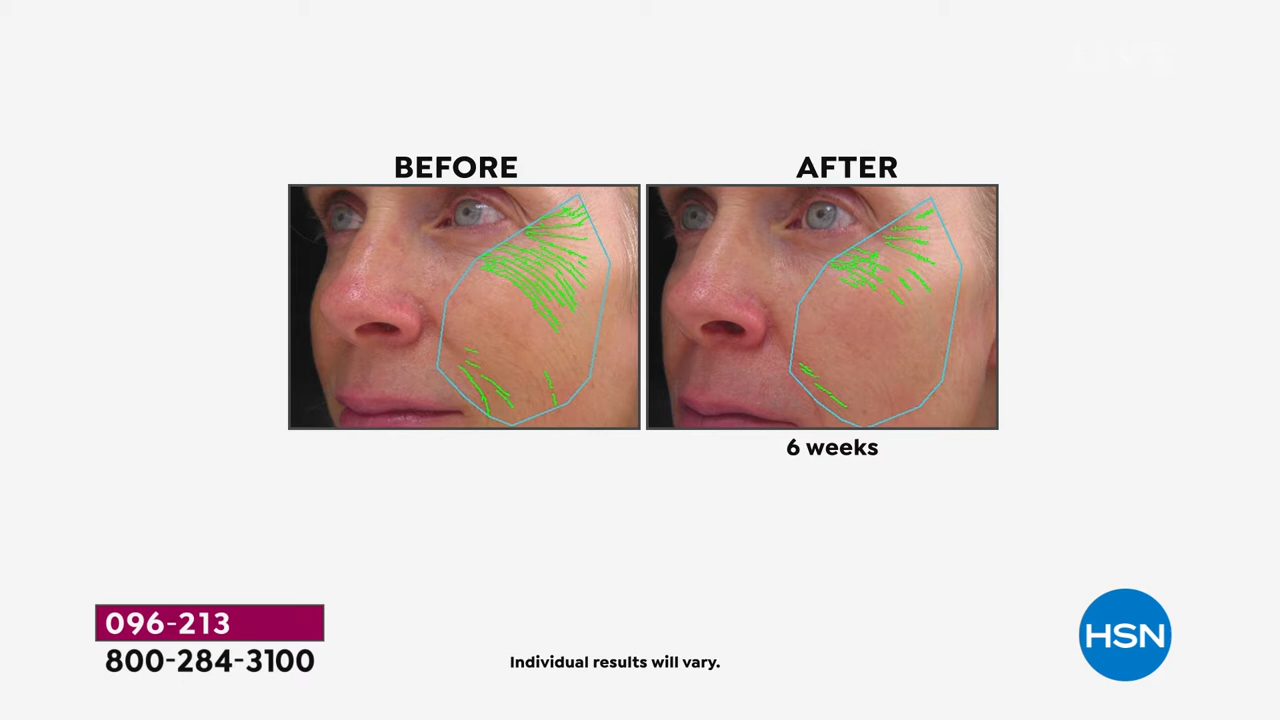 BEFORE
AFTER
6 weeks
096-213
800-284-3100
Individual results will vary.
HSN